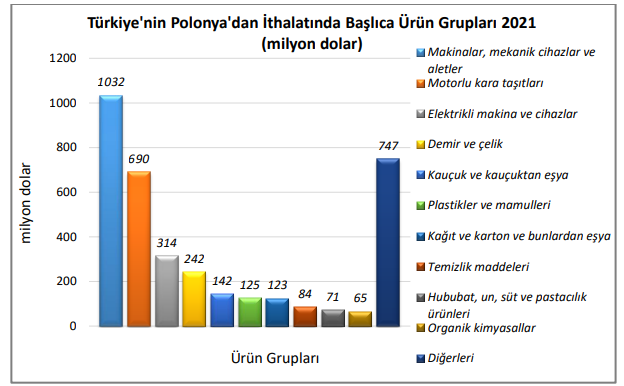 Türkiye'nin Polonya'dan İthalatında Başlıca Ürün Grupları 2021
(milyon dolar)
milyon dolar
1200
1000
800
600
400
200
0
1032
690
314
242
142
125
123
84
71
65
747
Ürün Grupları
Makinalar, mekanik cihazlar ve
aletler
Motorlu kara taşıtları
Elektrikli makina ve cihazlar
Demir ve çelik
Kauçuk ve kauçuktan eşya
Plastikler ve mamulleri
Kağıt ve karton ve bunlardan eşya
Temizlik maddeleri
Hububat, un, süt ve pastacılık
ürünleri
Organik kimyasallar
Diğerleri